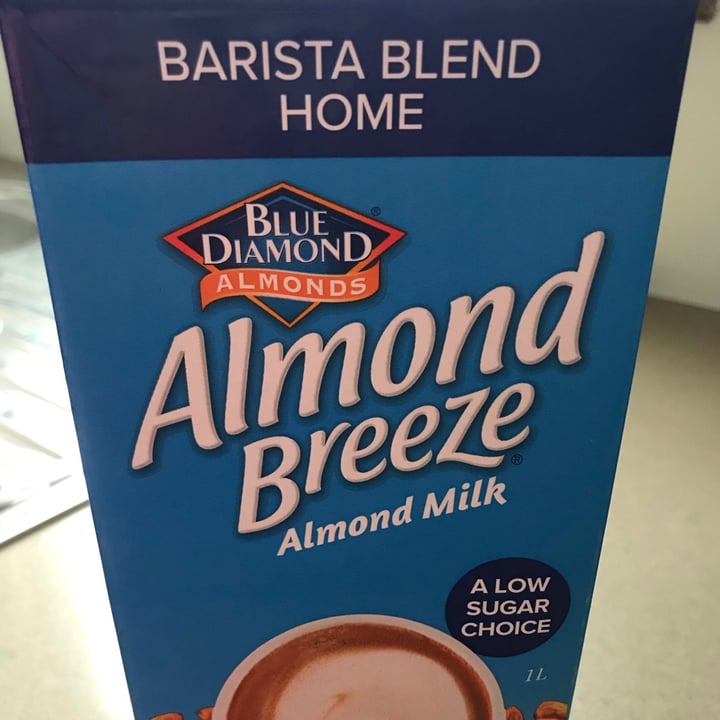 BARISTA BLEND
HOME
BLUE
DIAMOND®
ALMONDS
Almond
Breeze®
Almond Milk
A LOW
SUGAR
CHOICE
1L